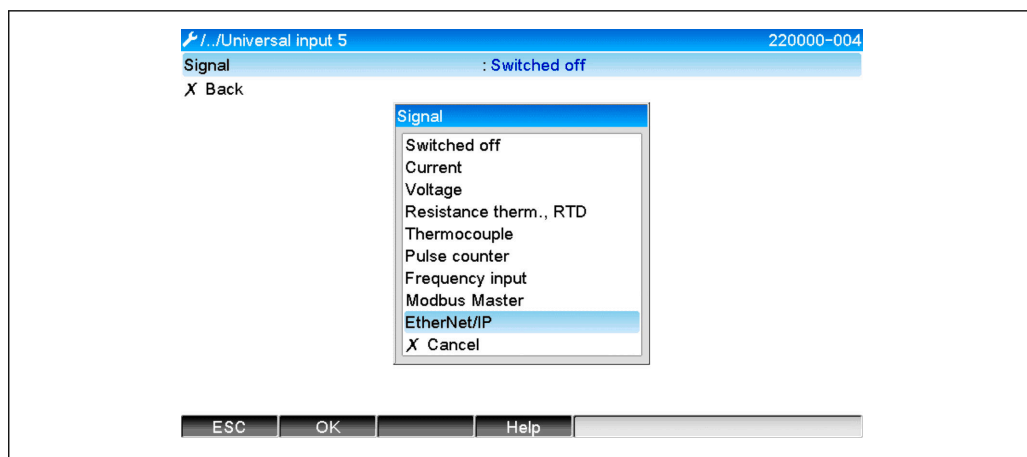 /../Universal input 5 220000-004
Signal : Switched off
X Back
Signal
Switched off
Current
Voltage
Resistance therm., RTD
Thermocouple
Pulse counter
Frequency input
Modbus Master
EtherNet/IP
X Cancel
ESC OK Help